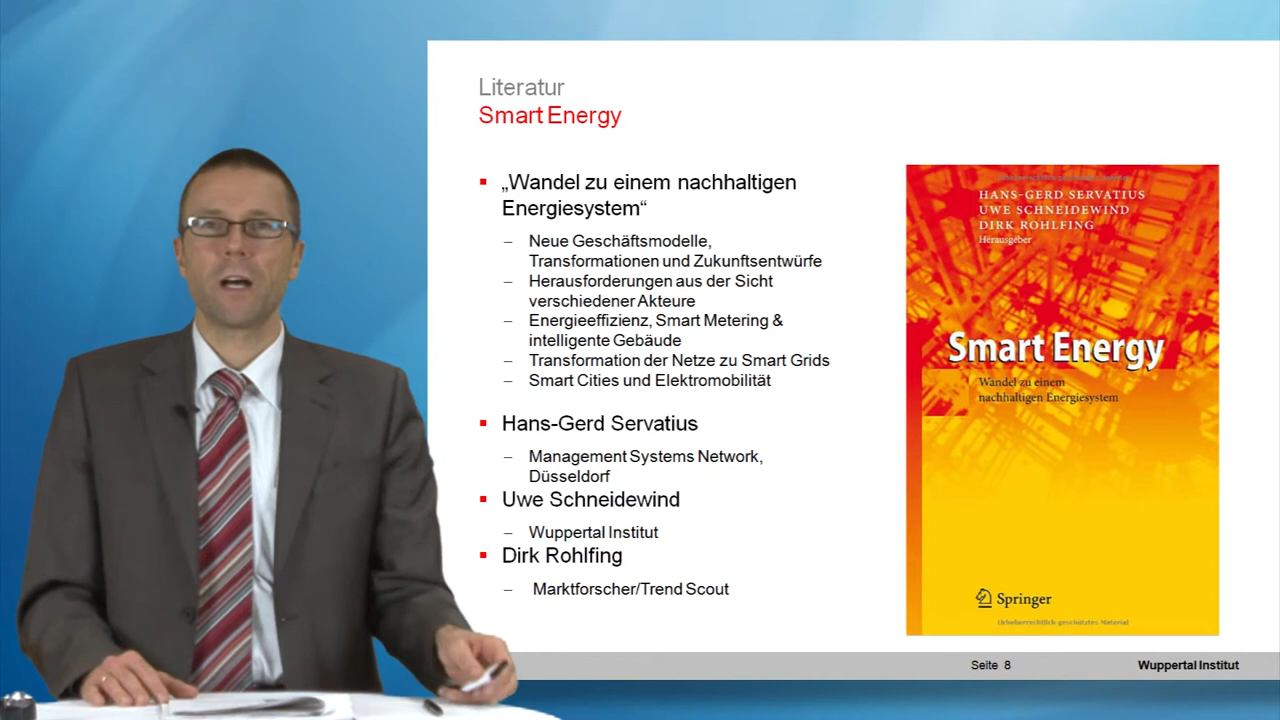 Literatur
Smart Energy
„Wandel zu einem nachhaltigen
Energiesystem“
– Neue Geschäftsmodelle,
Transformationen und Zukunftsentwürfe
– Herausforderungen aus der Sicht
verschiedener Akteure
– Energieeffizienz, Smart Metering &
intelligente Gebäude
– Transformation der Netze zu Smart Grids
– Smart Cities und Elektromobilität
Hans-Gerd Servatius
– Management Systems Network,
Düsseldorf
Uwe Schneidewind
– Wuppertal Institut
Dirk Rohlfing
– Marktforscher/Trend Scout
HANS-GERD SERVATIUS
UWE SCHNEIDEWIND
DIRK ROHLFING
Herausgeber
Smart Energy
Wandel zu einem
nachhaltigen Energiesystem
Springer
Urheberrechtlich geschütztes Material
Seite 8
Wuppertal Institut